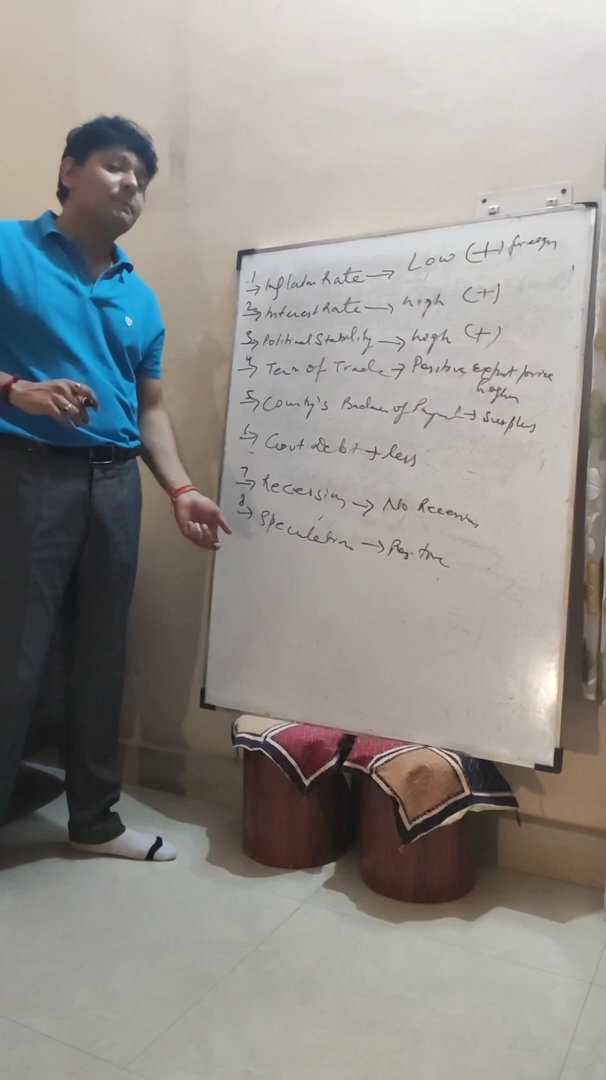 1 → Inflation Rate → Low (+) foreign
2 → Interest Rate → high (+)
3 → Political Stability → high (+)
4 → Term of Trade → Positive export price higher
5 → Country's Balance of Payment → Surplus
6 → Govt debt → less
7 → Recession → No Recession
8 → Speculation → Positive